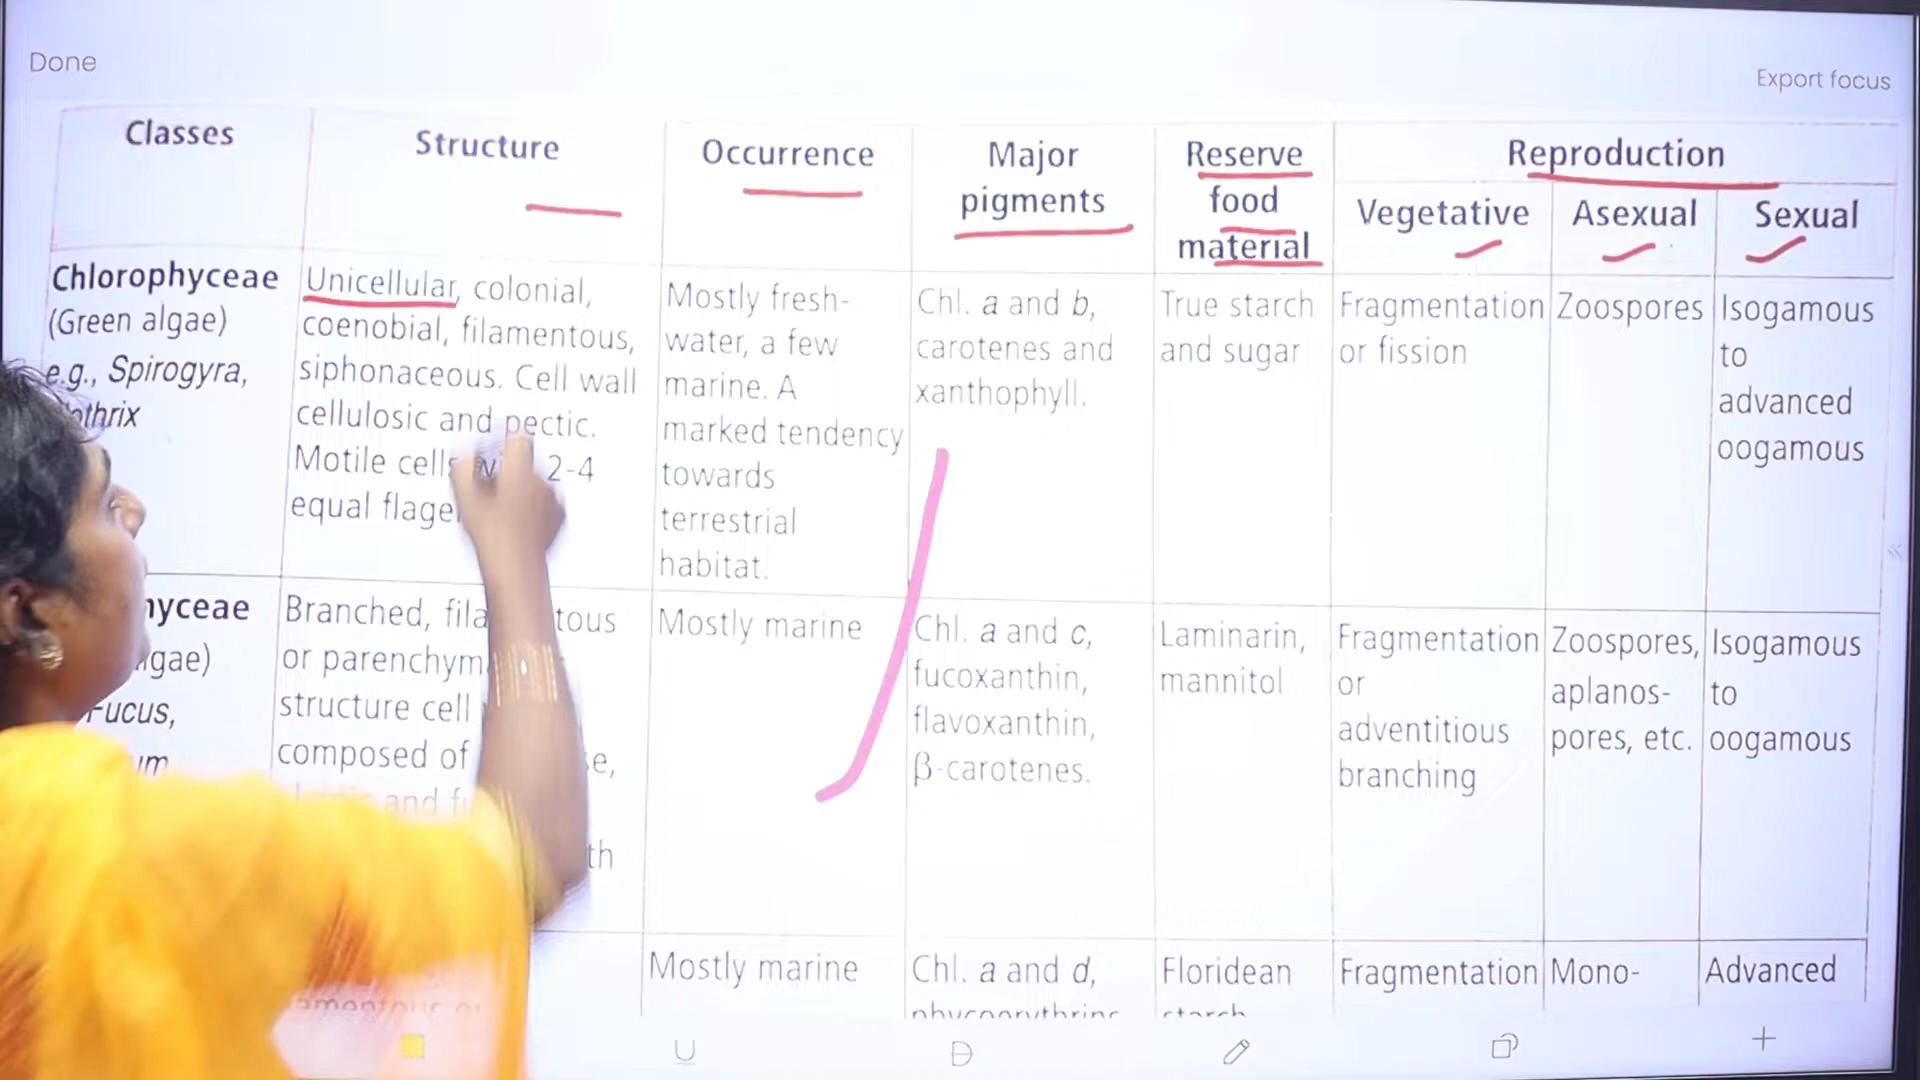 Done
Export focus
Classes
Structure
Occurrence
Major
pigments
Reserve
food
material
Reproduction
Vegetative
Asexual
Sexual
Chlorophyceae
(Green algae)
e.g., Spirogyra,
Unicellular, colonial,
coenobial, filamentous,
siphonaceous. Cell wall
cellulosic and pectic.
Motile cells 2-4
equal
Mostly fresh-
water, a few
marine. A
marked tendency
towards
terrestrial
habitat.
Chl. a and b,
carotenes and
xanthophyll.
True starch
and sugar
Fragmentation
or fission
Zoospores
Isogamous
to
advanced
oogamous
Branched,
or
structure cell
composed of
and
Mostly marine
Chl. a and c,
fucoxanthin,
flavoxanthin,
β-carotenes.
Laminarin,
mannitol
Fragmentation
or
adventitious
branching
Zoospores,
aplanos-
pores, etc.
Isogamous
to
oogamous
Mostly marine
Chl. a and d,
Floridean
starch
Fragmentation
Mono-
Advanced